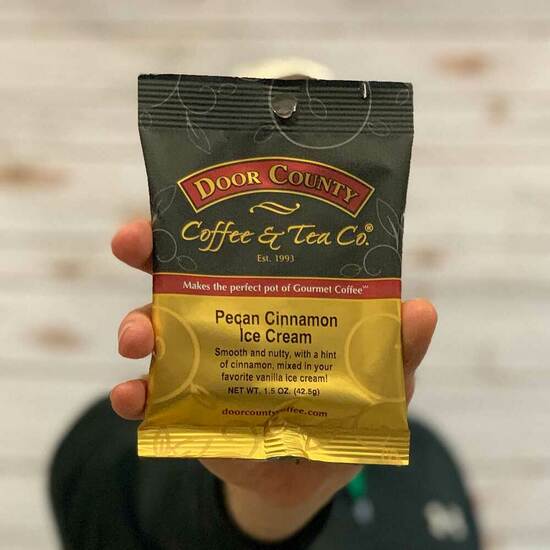 DOOR COUNTY
Coffee & Tea Co.®
EST. 1993
Makes the perfect pot of Gourmet Coffee℠
Pecan Cinnamon
Ice Cream
Smooth and nutty, with a hint
of cinnamon, mixed in your
favorite vanilla ice cream!
NET WT. 1.5 OZ. (42.5g)
doorcountycoffee.com